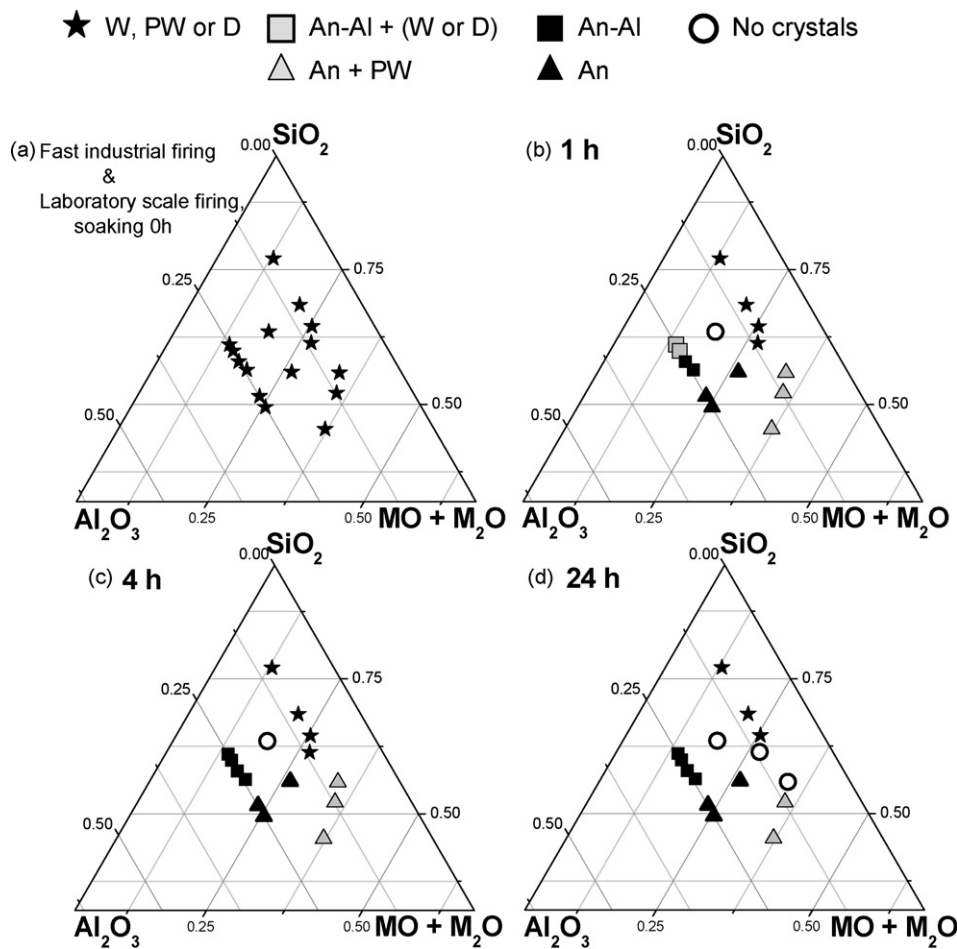 W, PW or D An-Al + (W or D) An-Al No crystals
An + PW An
SiO2
0.00
(a) Fast industrial firing
&
Laboratory scale firing,
soaking 0h
0.25
0.75
0.50
0.50
Al2O3
0.25
0.50
MO + M2O
SiO2
0.00
(b) 1 h
0.25
0.75
0.50
0.50
Al2O3
0.25
0.50
MO + M2O
SiO2
0.00
(c) 4 h
0.25
0.75
0.50
0.50
Al2O3
0.25
0.50
MO + M2O
SiO2
0.00
(d) 24 h
0.25
0.75
0.50
0.50
Al2O3
0.25
0.50
MO + M2O